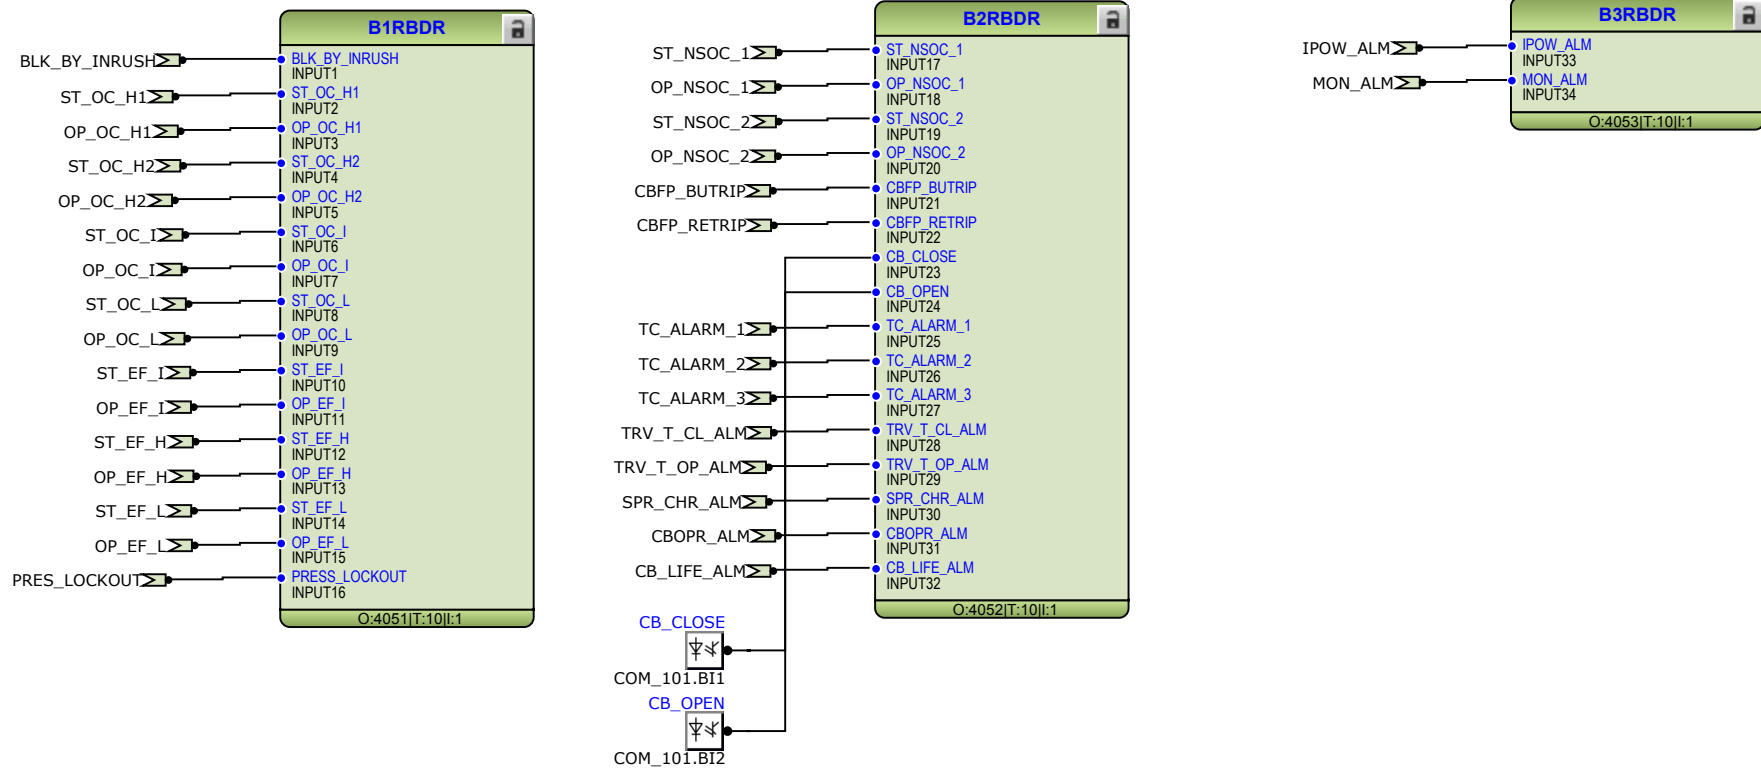 B1RBDR
BLK_BY_INRUSH
BLK_BY_INRUSH
INPUT1
ST_OC_H1
ST_OC_H1
INPUT2
OP_OC_H1
OP_OC_H1
INPUT3
ST_OC_H2
ST_OC_H2
INPUT4
OP_OC_H2
OP_OC_H2
INPUT5
ST_OC_I
ST_OC_I
INPUT6
OP_OC_I
OP_OC_I
INPUT7
ST_OC_L
ST_OC_L
INPUT8
OP_OC_L
OP_OC_L
INPUT9
ST_EF_I
ST_EF_I
INPUT10
OP_EF_I
OP_EF_I
INPUT11
ST_EF_H
ST_EF_H
INPUT12
OP_EF_H
OP_EF_H
INPUT13
ST_EF_L
ST_EF_L
INPUT14
OP_EF_L
OP_EF_L
INPUT15
PRES_LOCKOUT
PRESS_LOCKOUT
INPUT16
O:4051|T:10|I:1
B2RBDR
ST_NSOC_1
ST_NSOC_1
INPUT17
OP_NSOC_1
OP_NSOC_1
INPUT18
ST_NSOC_2
ST_NSOC_2
INPUT19
OP_NSOC_2
OP_NSOC_2
INPUT20
CBFP_BUTRIP
CBFP_BUTRIP
INPUT21
CBFP_RETRIP
CBFP_RETRIP
INPUT22
CB_CLOSE
INPUT23
CB_OPEN
INPUT24
TC_ALARM_1
TC_ALARM_1
INPUT25
TC_ALARM_2
TC_ALARM_2
INPUT26
TC_ALARM_3
TC_ALARM_3
INPUT27
TRV_T_CL_ALM
TRV_T_CL_ALM
INPUT28
TRV_T_OP_ALM
TRV_T_OP_ALM
INPUT29
SPR_CHR_ALM
SPR_CHR_ALM
INPUT30
CBOPR_ALM
CBOPR_ALM
INPUT31
CB_LIFE_ALM
CB_LIFE_ALM
INPUT32
O:4052|T:10|I:1
CB_CLOSE
COM_101.BI1
CB_OPEN
COM_101.BI2
B3RBDR
IPOW_ALM
IPOW_ALM
INPUT33
MON_ALM
MON_ALM
INPUT34
O:4053|T:10|I:1